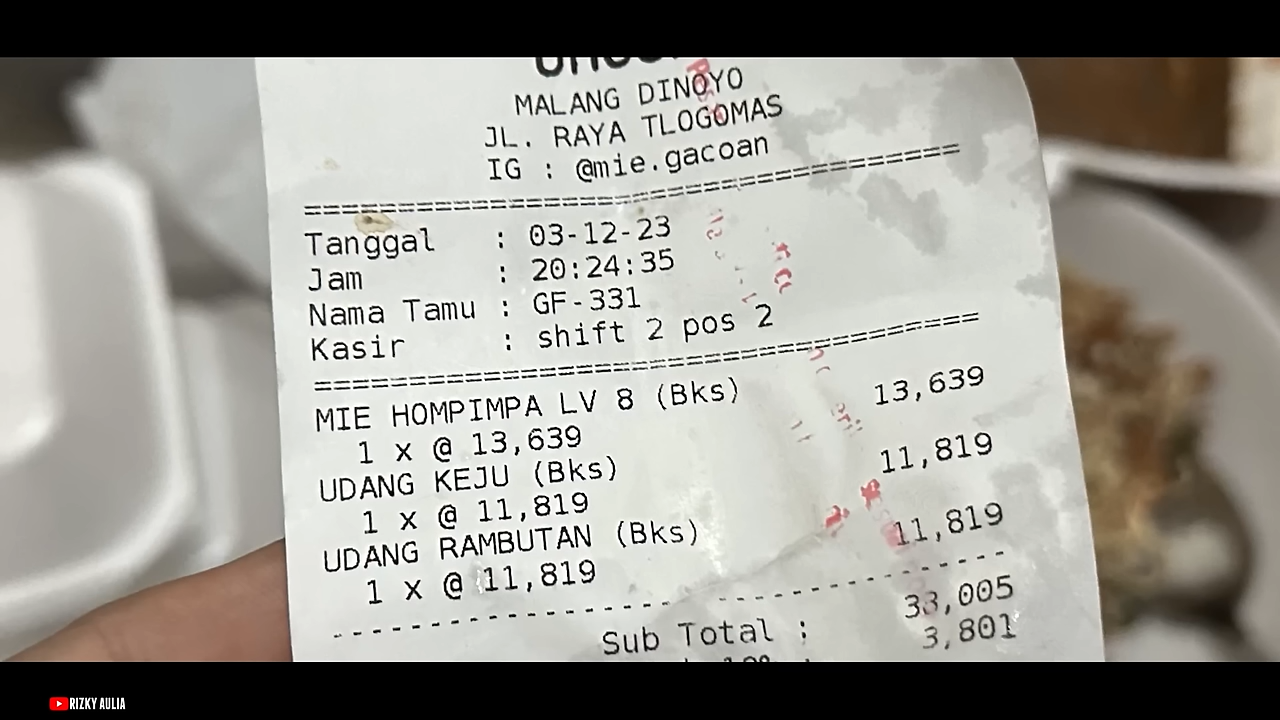 MALANG DINOYO
JL. RAYA TLOGOMAS
IG : @mie.gacoan
================================
Tanggal : 03-12-23
Jam : 20:24:35
Nama Tamu : GF-331
Kasir : shift 2 pos 2
================================
MIE HOMPIMPA LV 8 (Bks) 13,639
1 x @ 13,639
UDANG KEJU (Bks) 11,819
1 x @ 11,819
UDANG RAMBUTAN (Bks) 11,819
1 x @ 11,819
--------------------------------
Sub Total : 38,005
3,801
RIZKY AULIA